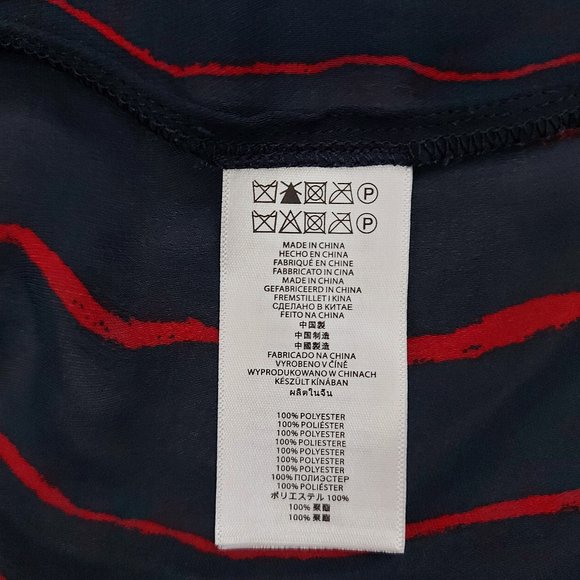 P
P
MADE IN CHINA
HECHO EN CHINA
FABRIQUÉ EN CHINE
FABBRICATO IN CINA
MADE IN CHINA
GEFABRICEERD IN CHINA
FREMSTILLET I KINA
СДЕЛАНО В КИТАЕ
FEITO NA CHINA
中国製
中国制造
中國製造
FABRICADO NA CHINA
VYROBENO V ČÍNĚ
WYPRODUKOWANO W CHINACH
KÉSZÜLT KÍNÁBAN
ผลิตในจีน
100% POLYESTER
100% POLIÉSTER
100% POLYESTER
100% POLIESTERE
100% POLYESTER
100% POLYESTER
100% POLYESTER
100% ПОЛИЭСТЕР
100% POLIÉSTER
ポリエステル 100%
100% 聚酯
100% 聚酯